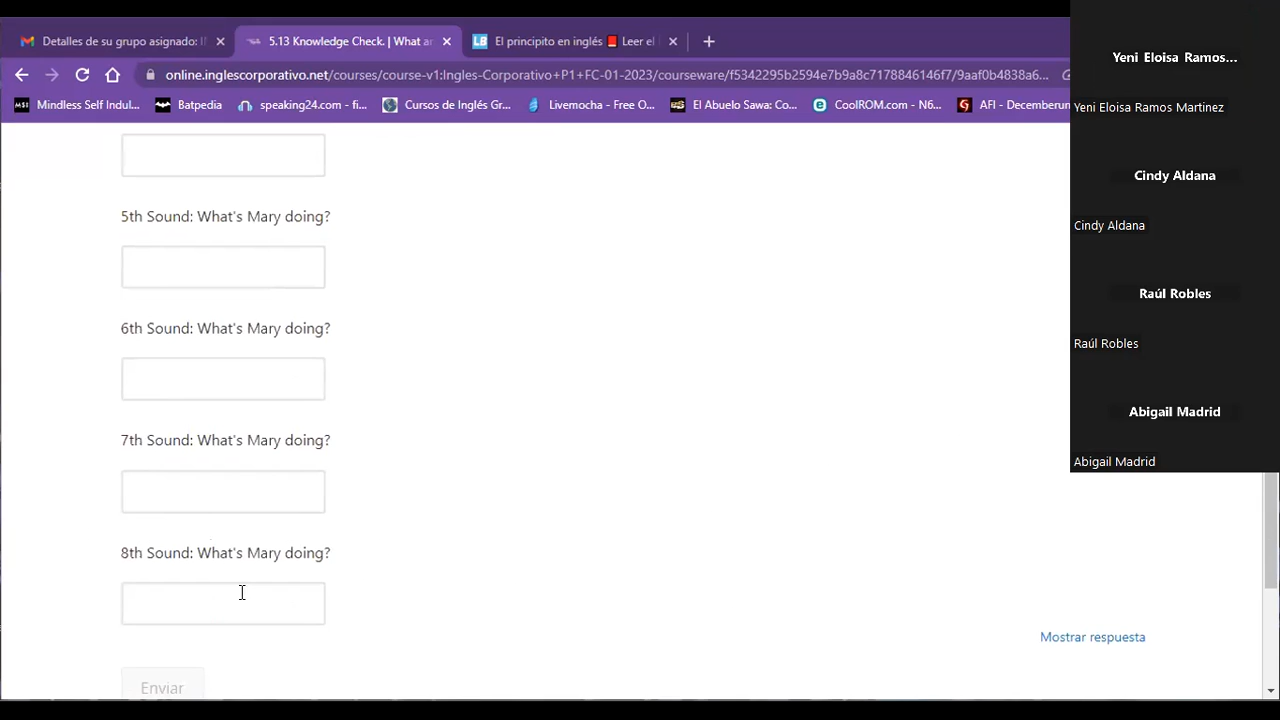 Detalles de su grupo asignado: I
5.13 Knowledge Check. | What ar
El principito en inglés 📕 Leer el
online.inglescorporativo.net/courses/course-v1:Ingles-Corporativo+P1+FC-01-2023/courseware/f5342295b2594e7b9a8c7178846146f7/9aaf0b4838a6...
Mindless Self Indul...
Batpedia
speaking24.com - fi...
Cursos de Inglés Gr...
Livemocha - Free O...
El Abuelo Sawa: Co...
CoolROM.com - N6...
AFI - Decemberun
5th Sound: What's Mary doing?
6th Sound: What's Mary doing?
7th Sound: What's Mary doing?
8th Sound: What's Mary doing?
Mostrar respuesta
Enviar
Yeni Eloisa Ramos...
Yeni Eloisa Ramos Martinez
Cindy Aldana
Cindy Aldana
Raúl Robles
Raúl Robles
Abigail Madrid
Abigail Madrid